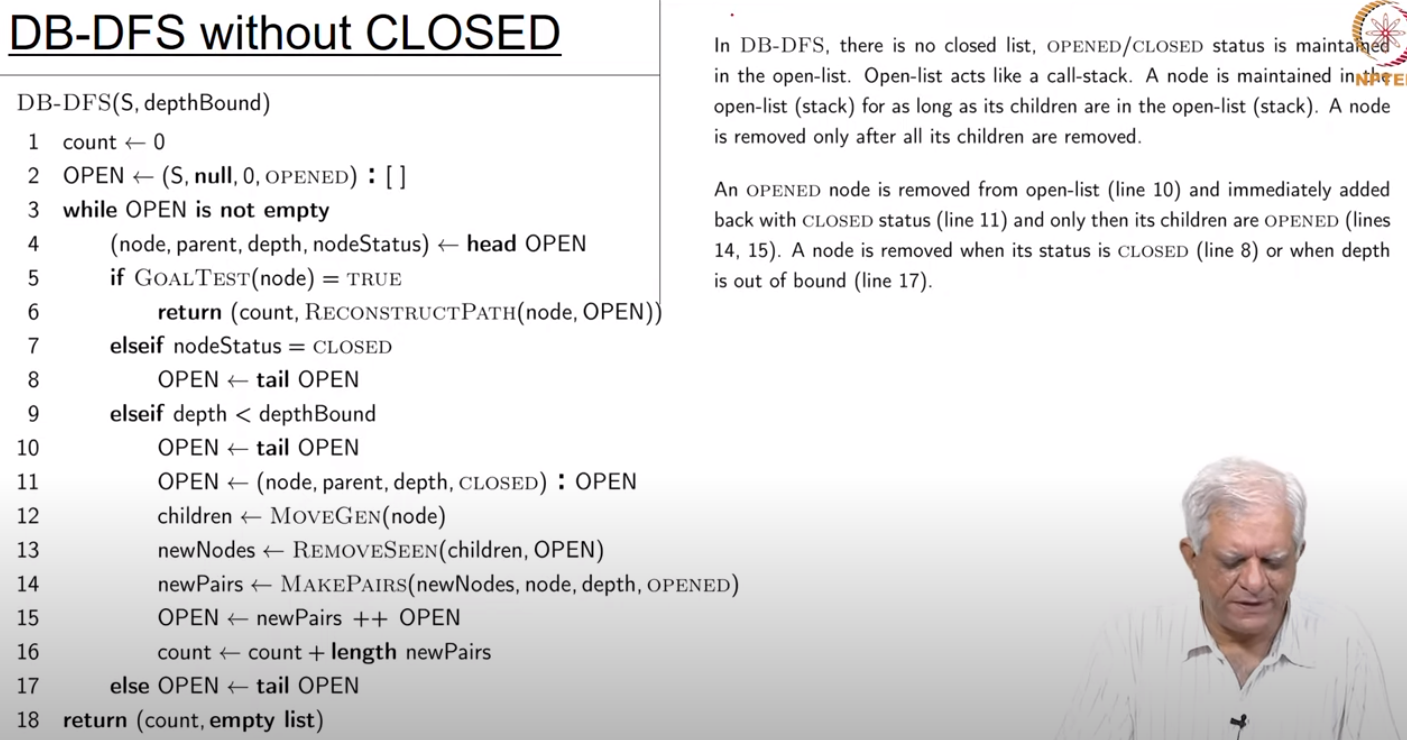 DB-DFS without CLOSED
DB-DFS(S, depthBound)
1 count ← 0
2 OPEN ← (S, null, 0, OPENED) : [ ]
3 while OPEN is not empty
4 (node, parent, depth, nodeStatus) ← head OPEN
5 if GOALTEST(node) = TRUE
6 return (count, RECONSTRUCTPATH(node, OPEN))
7 elseif nodeStatus = CLOSED
8 OPEN ← tail OPEN
9 elseif depth < depthBound
10 OPEN ← tail OPEN
11 OPEN ← (node, parent, depth, CLOSED) : OPEN
12 children ← MOVEGEN(node)
13 newNodes ← REMOVESEEN(children, OPEN)
14 newPairs ← MAKEPAIRS(newNodes, node, depth, OPENED)
15 OPEN ← newPairs ++ OPEN
16 count ← count + length newPairs
17 else OPEN ← tail OPEN
18 return (count, empty list)
In DB-DFS, there is no closed list, OPENED/CLOSED status is maintained
in the open-list. Open-list acts like a call-stack. A node is maintained in the
open-list (stack) for as long as its children are in the open-list (stack). A node
is removed only after all its children are removed.
An OPENED node is removed from open-list (line 10) and immediately added
back with CLOSED status (line 11) and only then its children are OPENED (lines
14, 15). A node is removed when its status is CLOSED (line 8) or when depth
is out of bound (line 17).
NPTEL